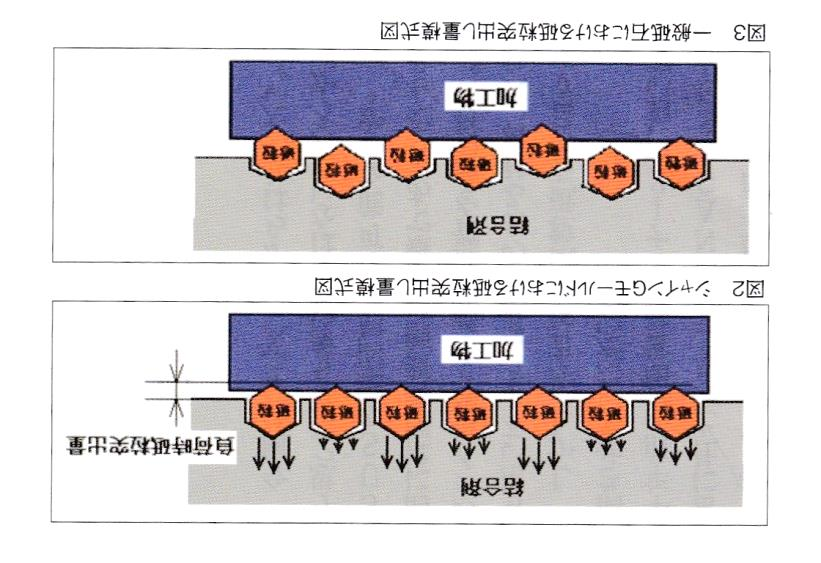 結合剤
負荷時砥粒突出量
砥粒 砥粒 砥粒 砥粒 砥粒 砥粒 砥粒
加工物
図2 シャインGモールドにおける砥粒突出し量模式図
結合剤
砥粒 砥粒 砥粒 砥粒 砥粒 砥粒 砥粒
加工物
図3 一般砥石における砥粒突出し量模式図